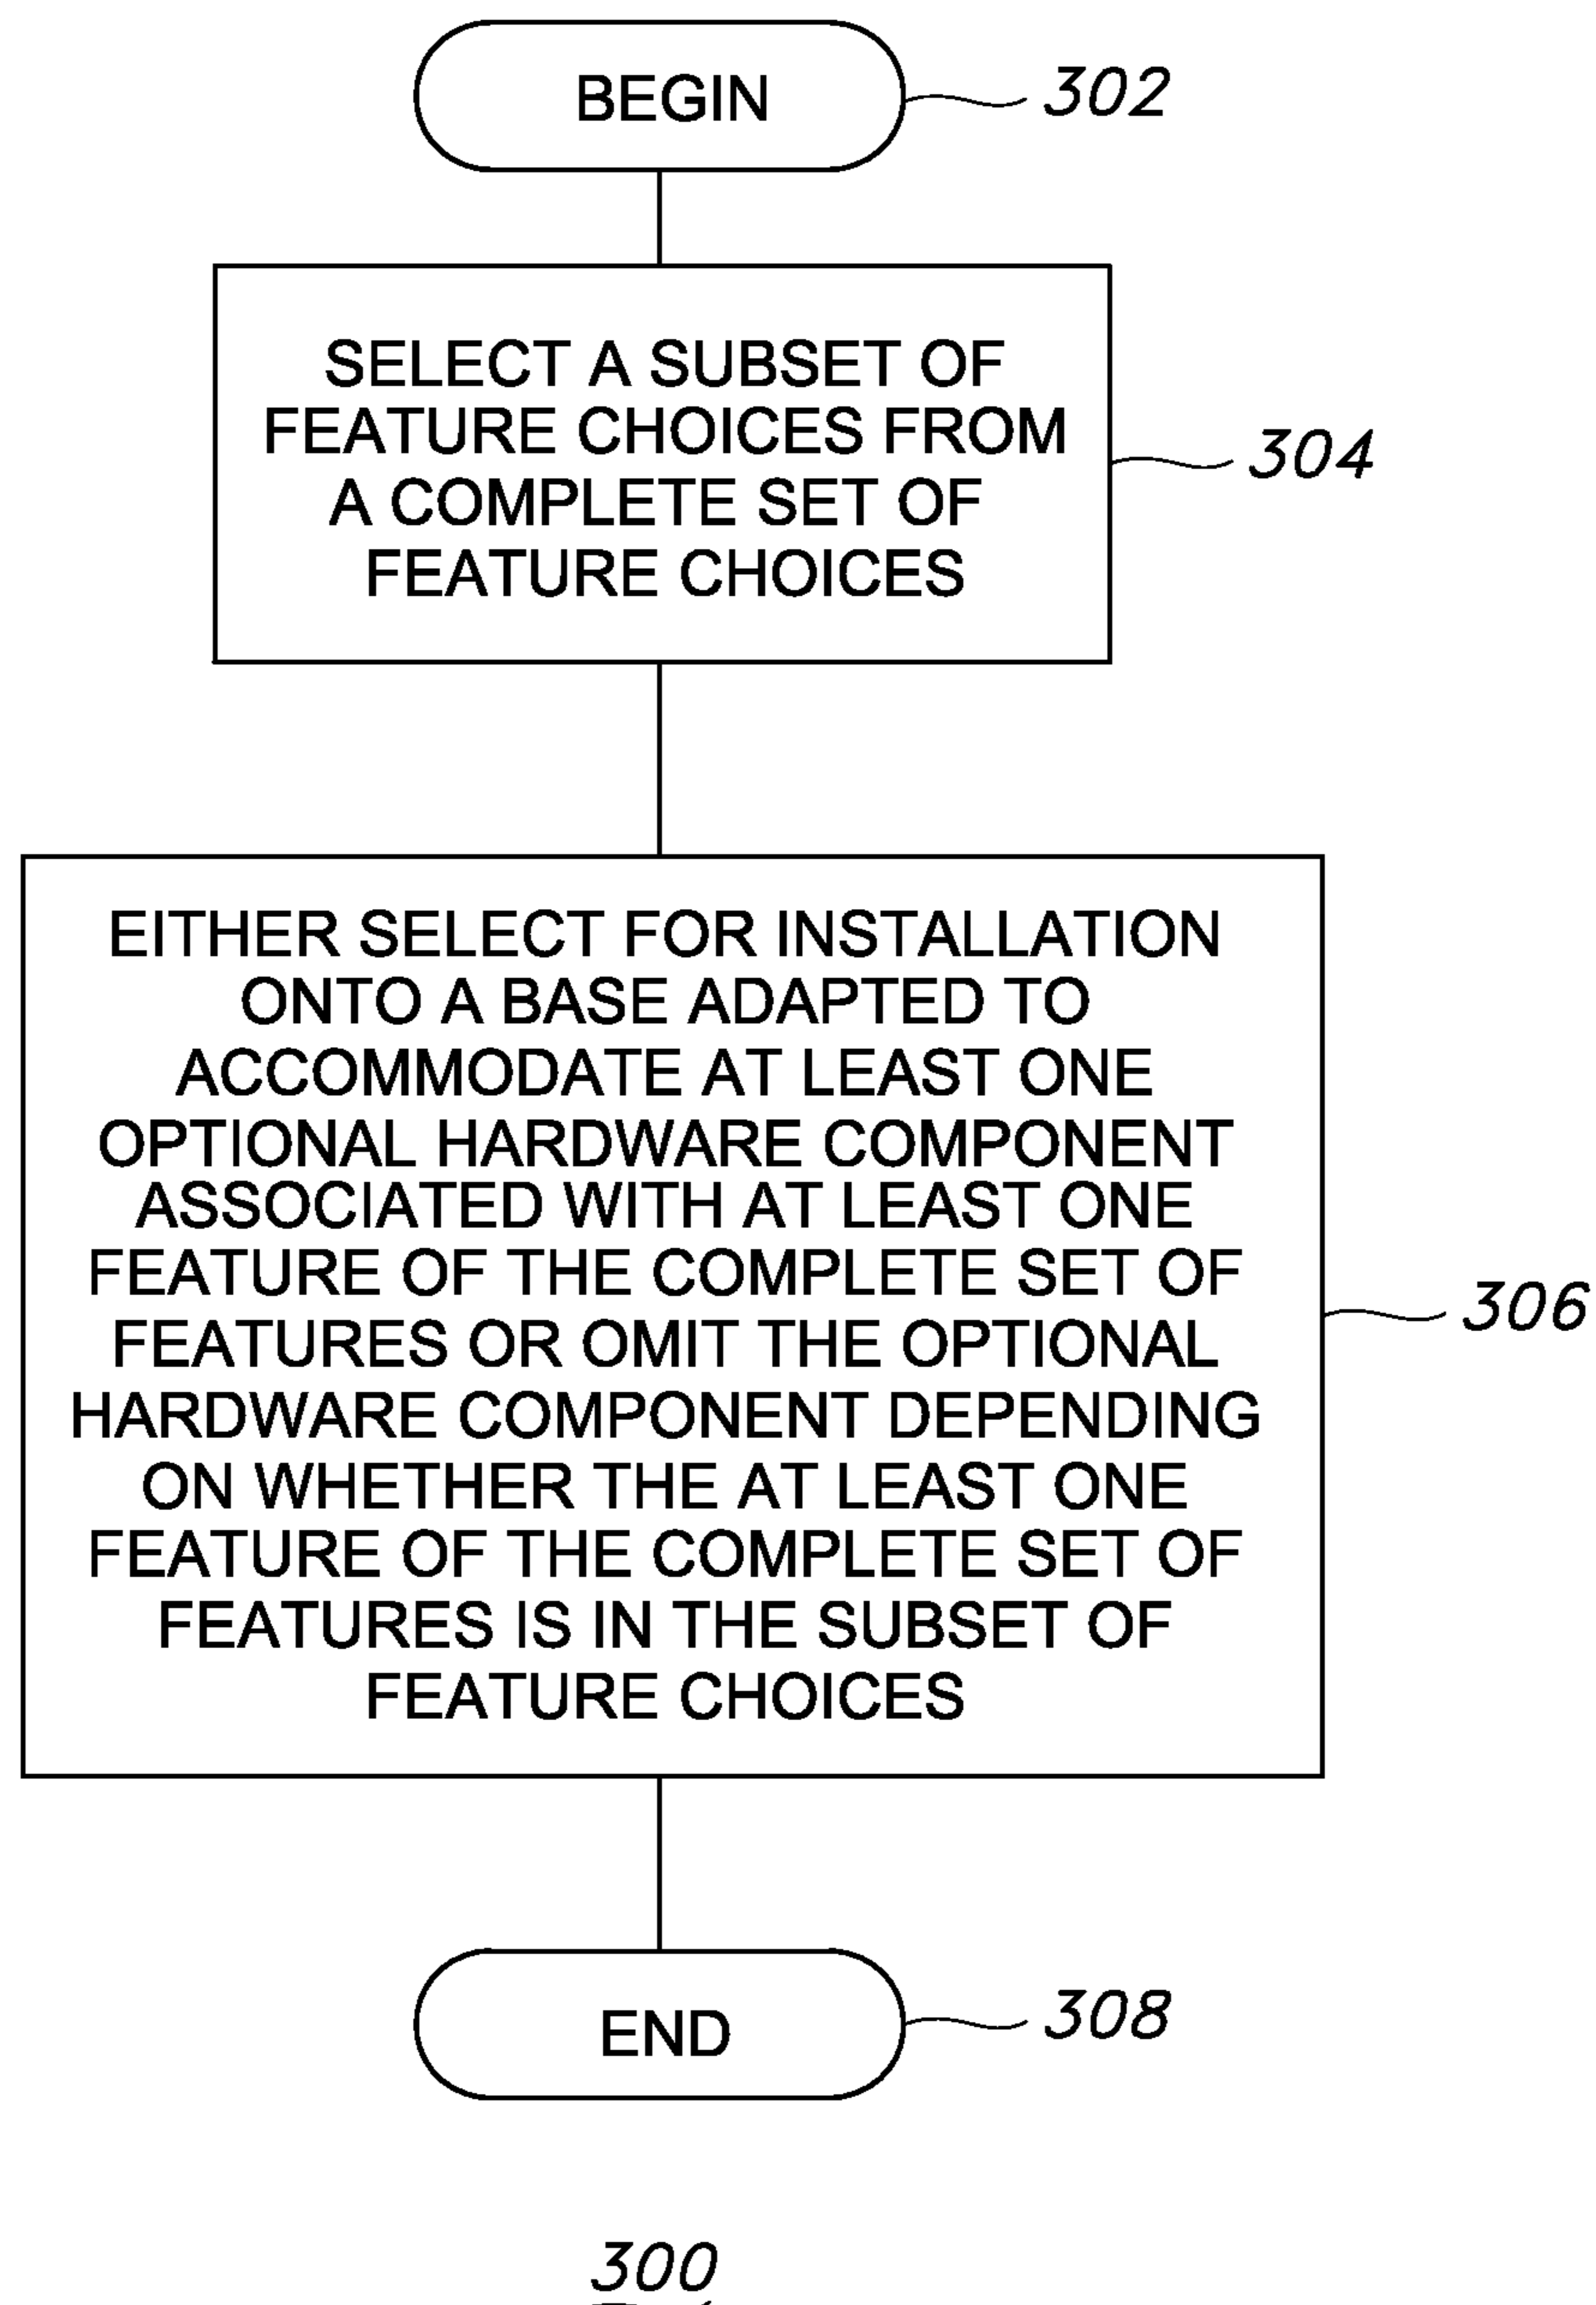 BEGIN
302
SELECT A SUBSET OF
FEATURE CHOICES FROM
A COMPLETE SET OF
FEATURE CHOICES
304
EITHER SELECT FOR INSTALLATION
ONTO A BASE ADAPTED TO
ACCOMMODATE AT LEAST ONE
OPTIONAL HARDWARE COMPONENT
ASSOCIATED WITH AT LEAST ONE
FEATURE OF THE COMPLETE SET OF
FEATURES OR OMIT THE OPTIONAL
HARDWARE COMPONENT DEPENDING
ON WHETHER THE AT LEAST ONE
FEATURE OF THE COMPLETE SET OF
FEATURES IS IN THE SUBSET OF
FEATURE CHOICES
306
END
308
300